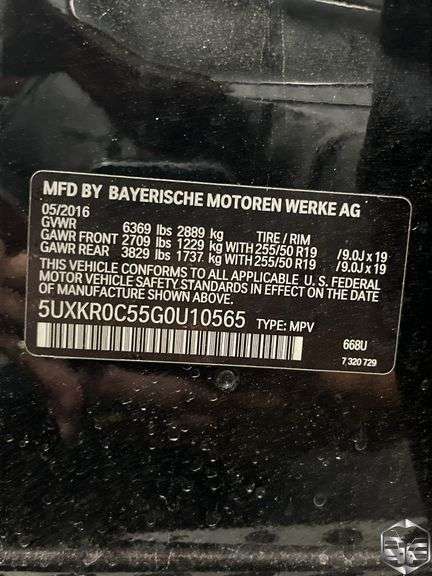 MFD BY BAYERISCHE MOTOREN WERKE AG
05/2016
GVWR 6369 lbs 2889 kg TIRE / RIM
GAWR FRONT 2709 lbs 1229 kg WITH 255/50 R19 /9.0J x 19
GAWR REAR 3829 lbs 1737 kg WITH 255/50 R19 /9.0J x 19
THIS VEHICLE CONFORMS TO ALL APPLICABLE U.S. FEDERAL
MOTOR VEHICLE SAFETY STANDARDS IN EFFECT ON THE DATE
OF MANUFACTURE SHOWN ABOVE.
5UXKR0C55G0U10565 TYPE: MPV
668U
7 320 729